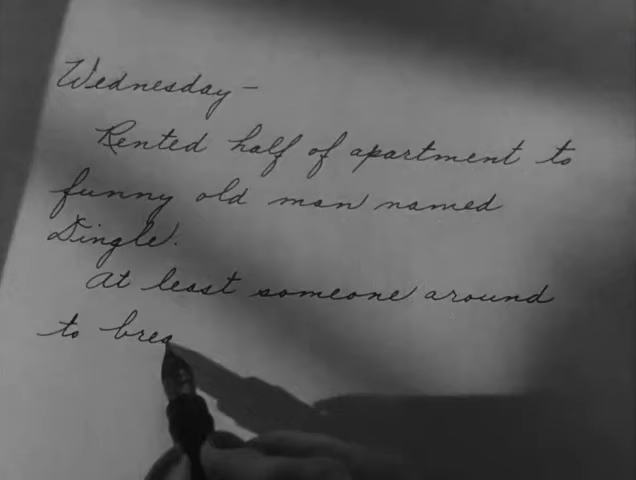 Wednesday -
Rented half of apartment to
funny old man named
Dingle.
At least someone around
to brea